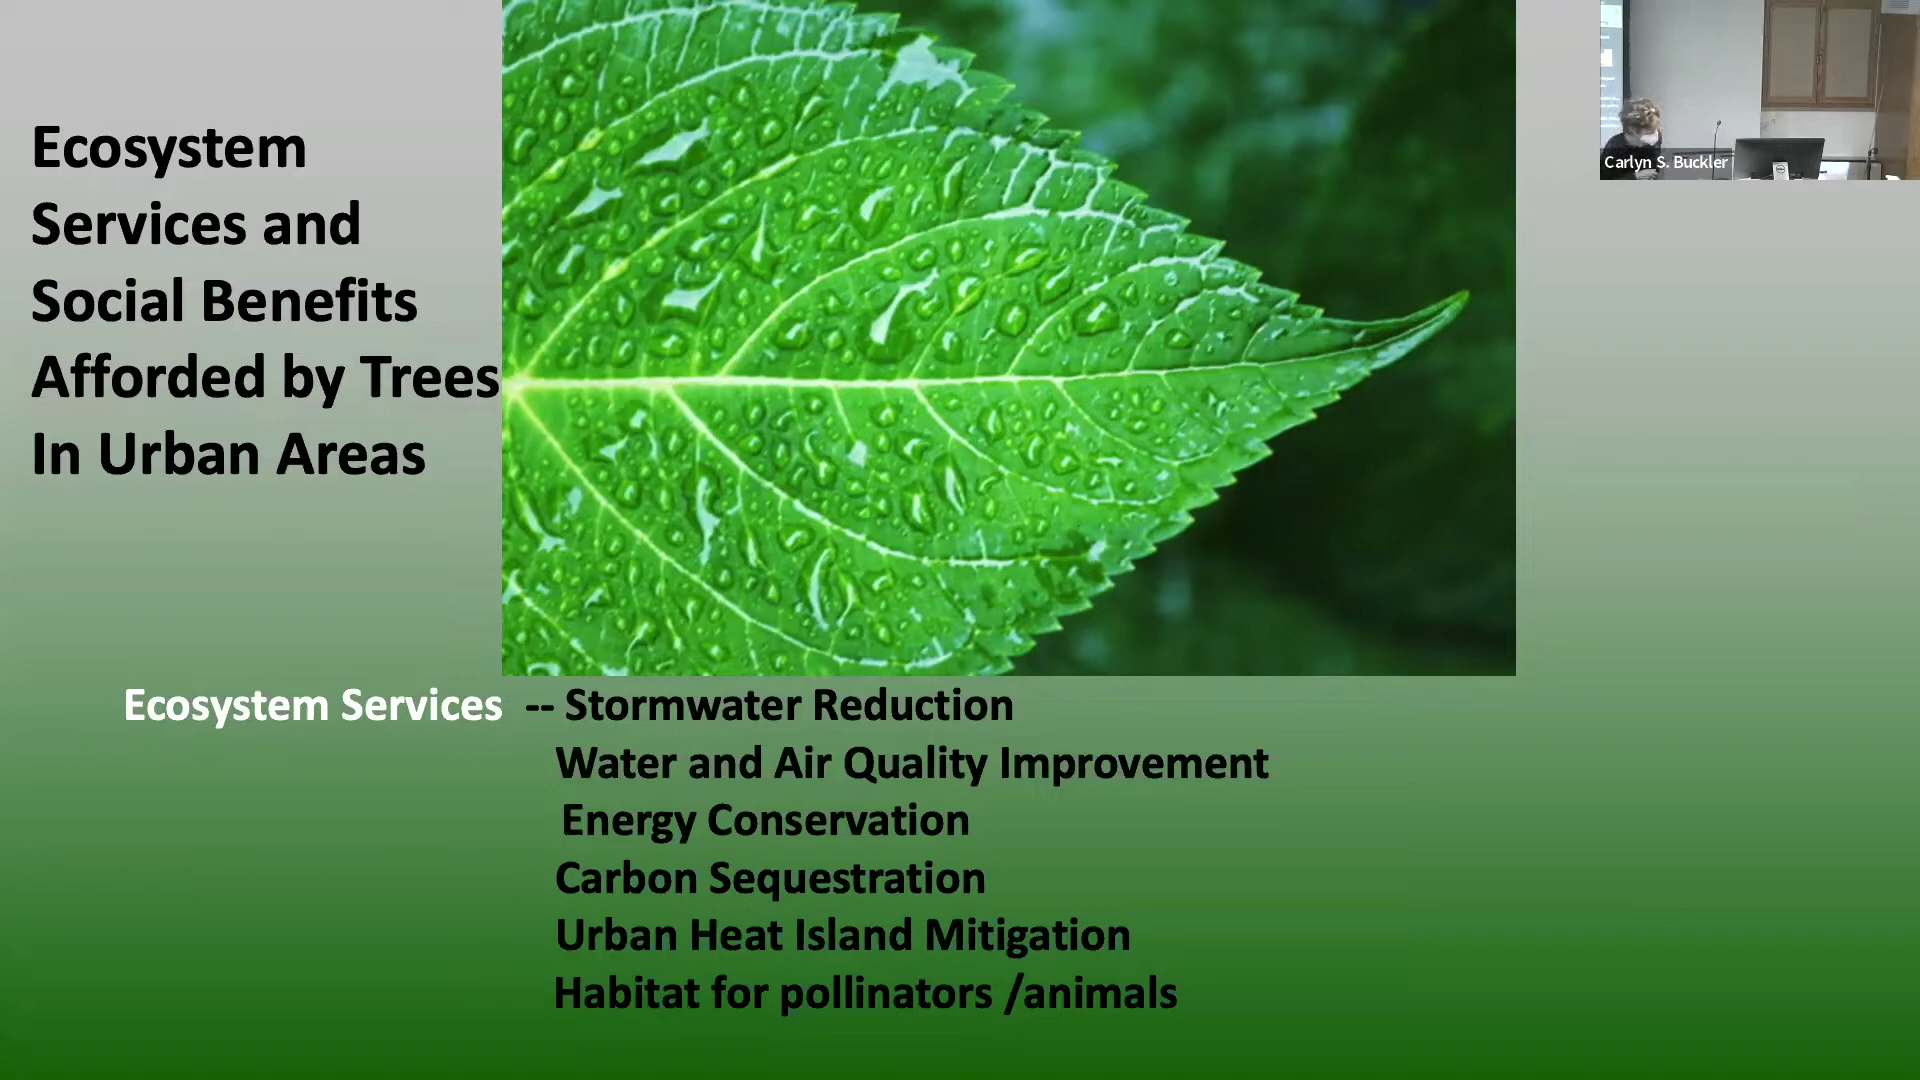 Ecosystem
Services and
Social Benefits
Afforded by Trees
In Urban Areas
Carlyn S. Buckler
Ecosystem Services -- Stormwater Reduction
Water and Air Quality Improvement
Energy Conservation
Carbon Sequestration
Urban Heat Island Mitigation
Habitat for pollinators /animals